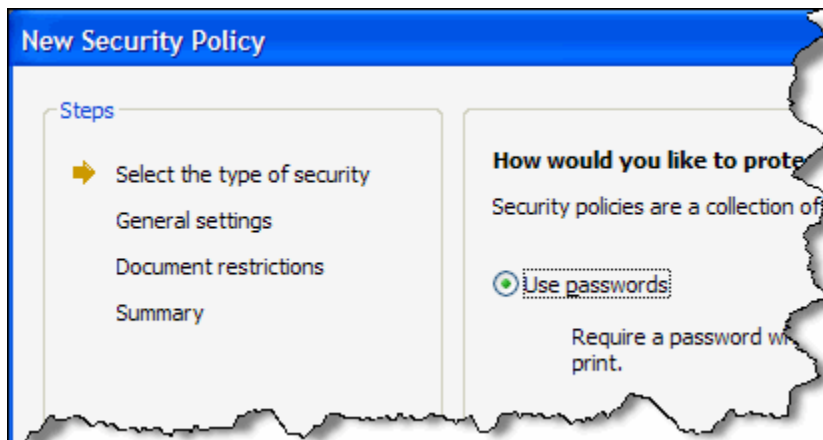 New Security Policy
Steps
Select the type of security
General settings
Document restrictions
Summary
How would you like to
Security policies are a collection of
Use passwords
Require a password
print.